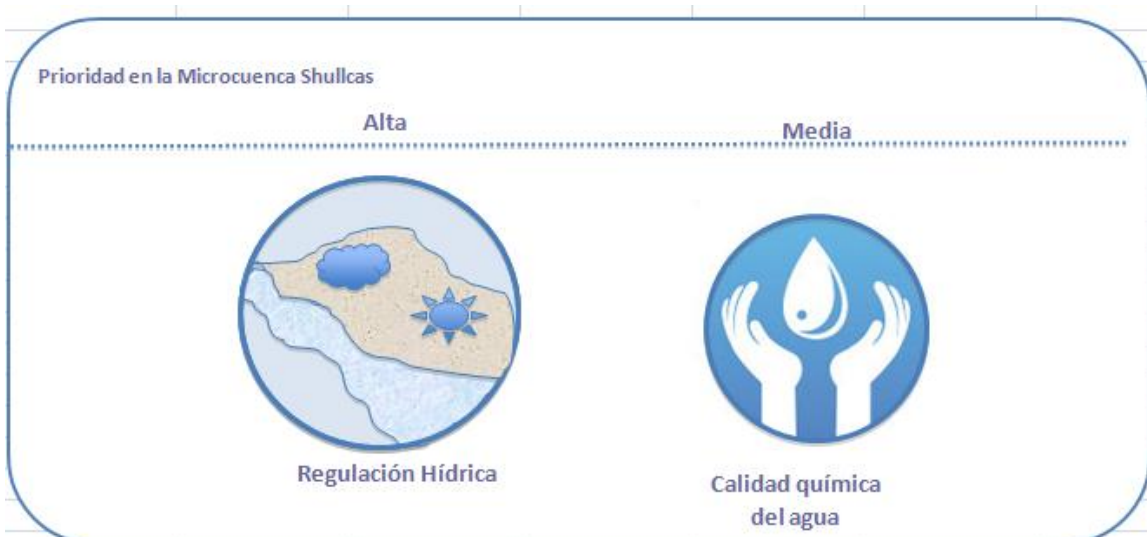 Prioridad en la Microcuenca Shullcas
Alta
Media
Regulación Hídrica
Calidad química
del agua